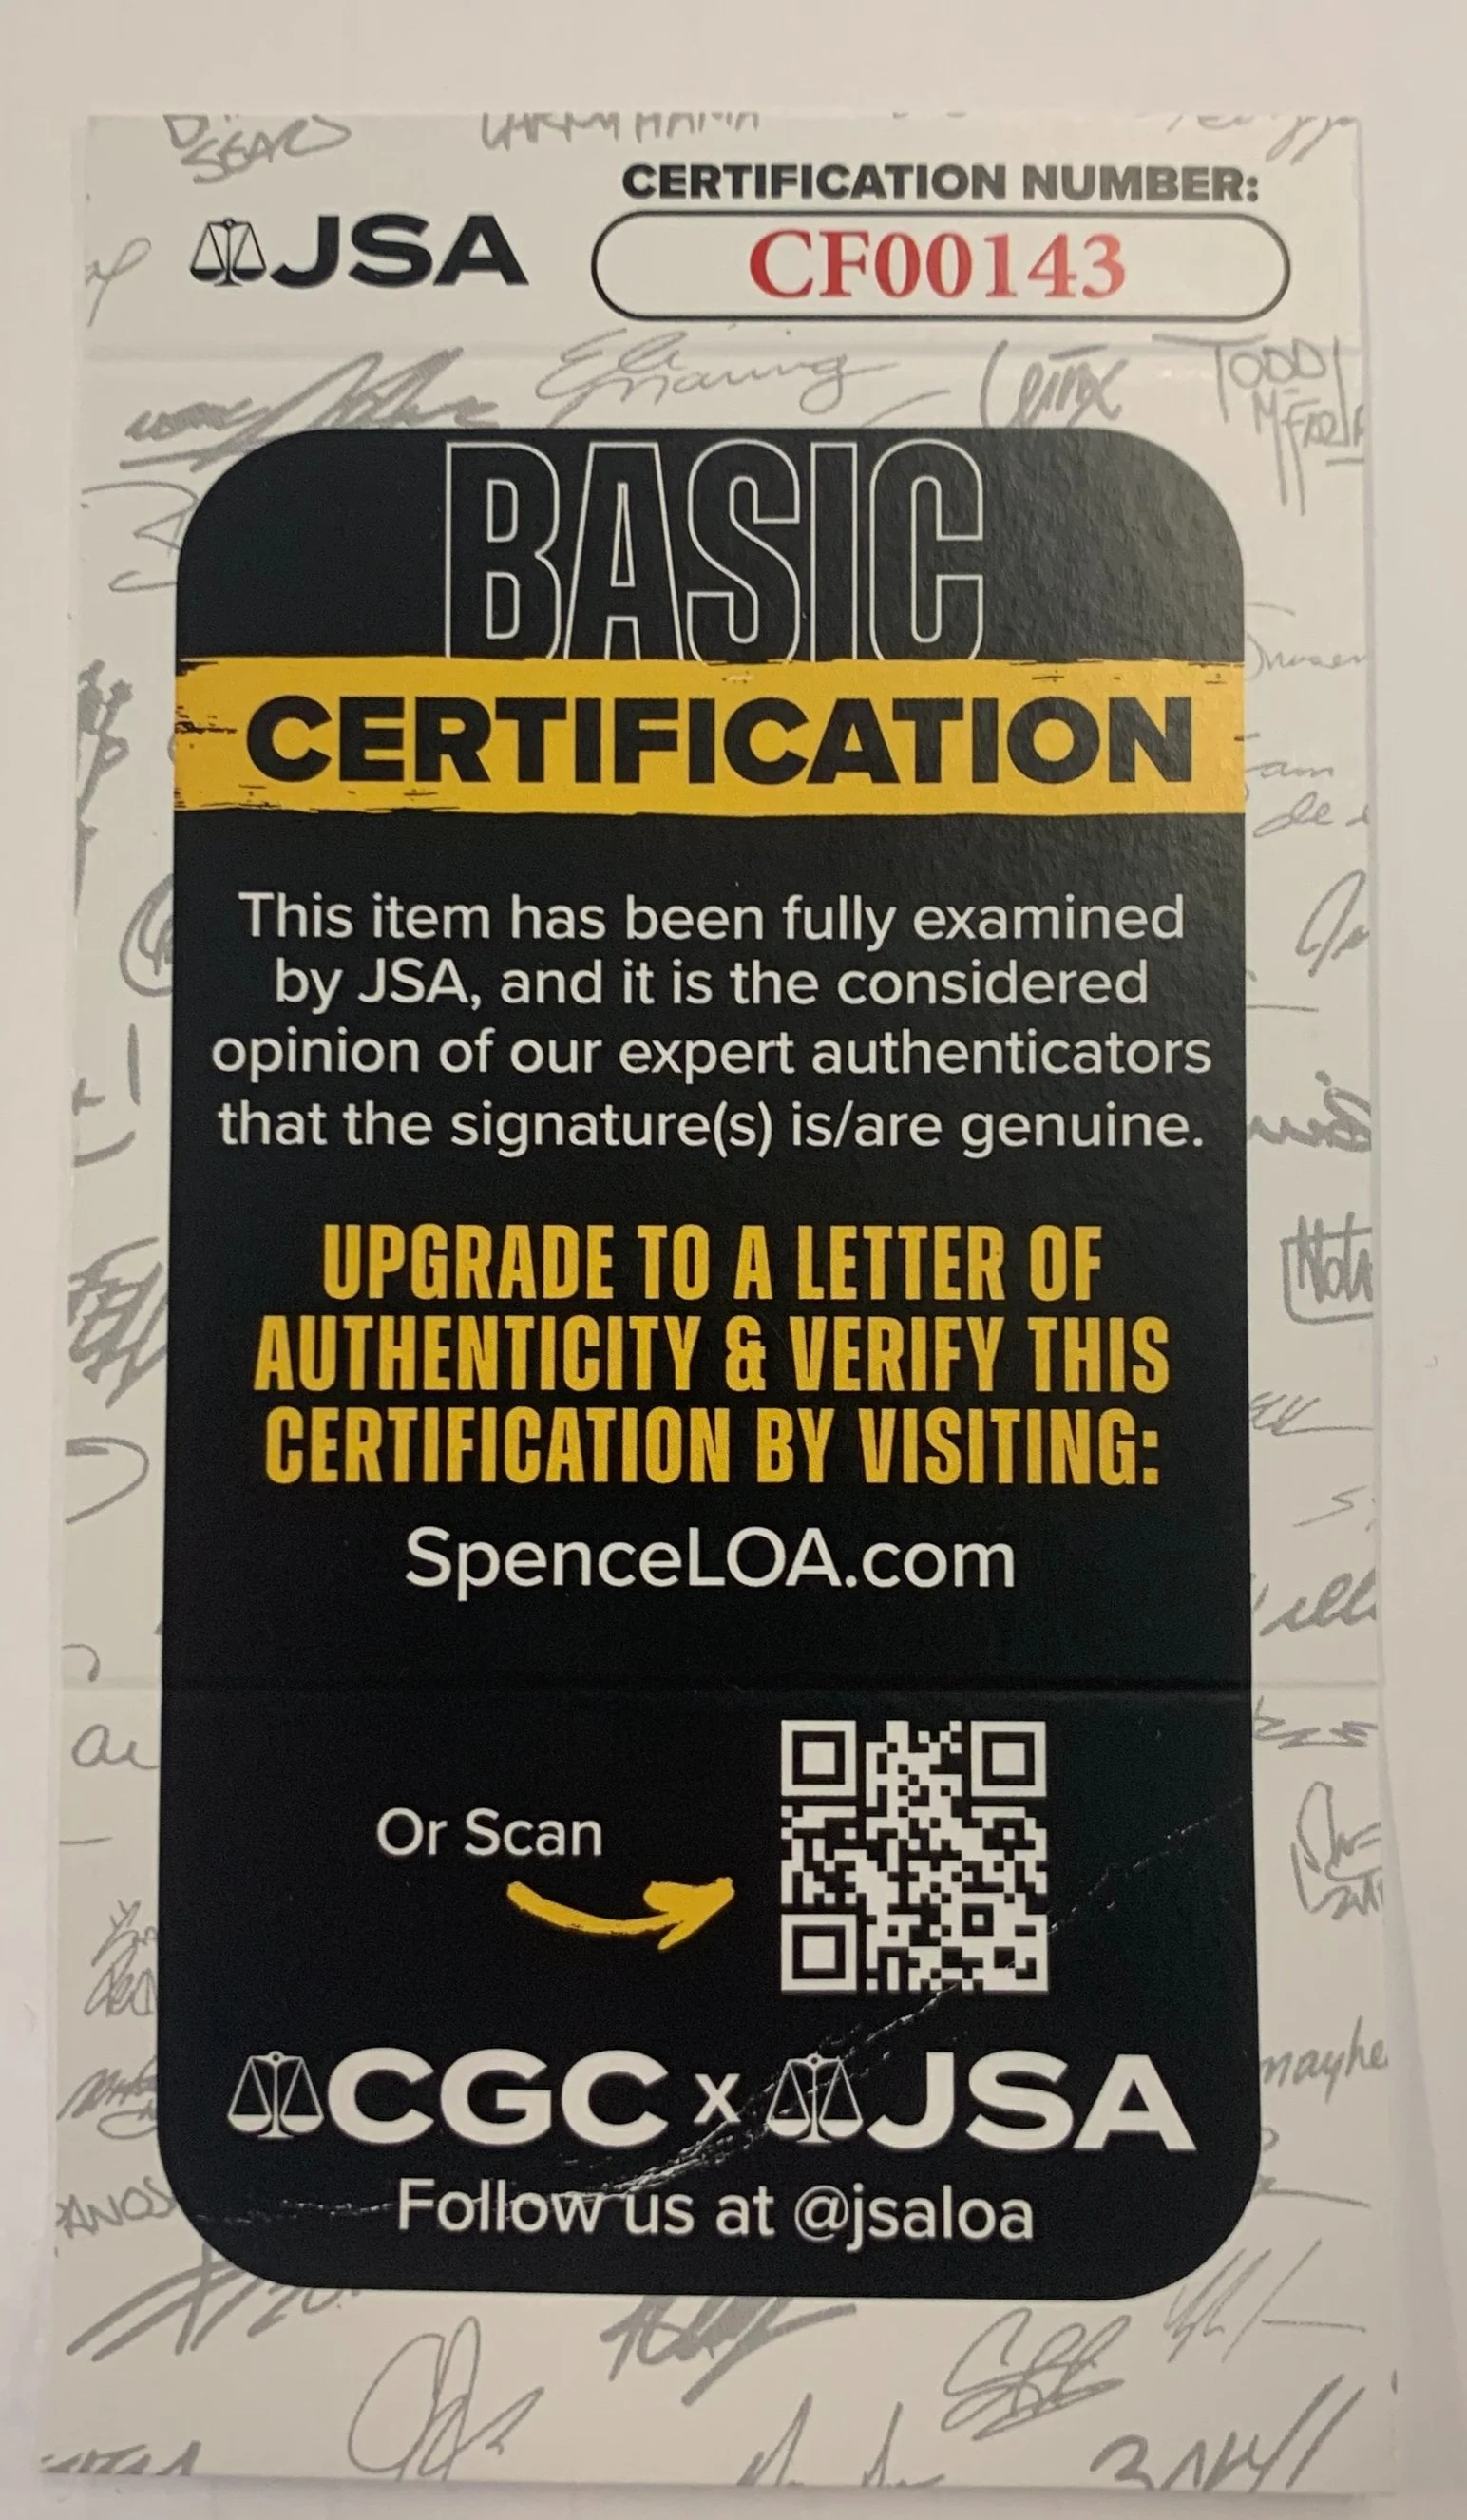 CERTIFICATION NUMBER:
JSA
CF00143
TODD
BASIC
CERTIFICATION
This item has been fully examined
by JSA, and it is the considered
opinion of our expert authenticators
that the signature(s) is/are genuine.
UPGRADE TO A LETTER OF
AUTHENTICITY & VERIFY THIS
CERTIFICATION BY VISITING:
SpenceLOA.com
Or Scan
CGC x JSA
Follow us at @jsaloa